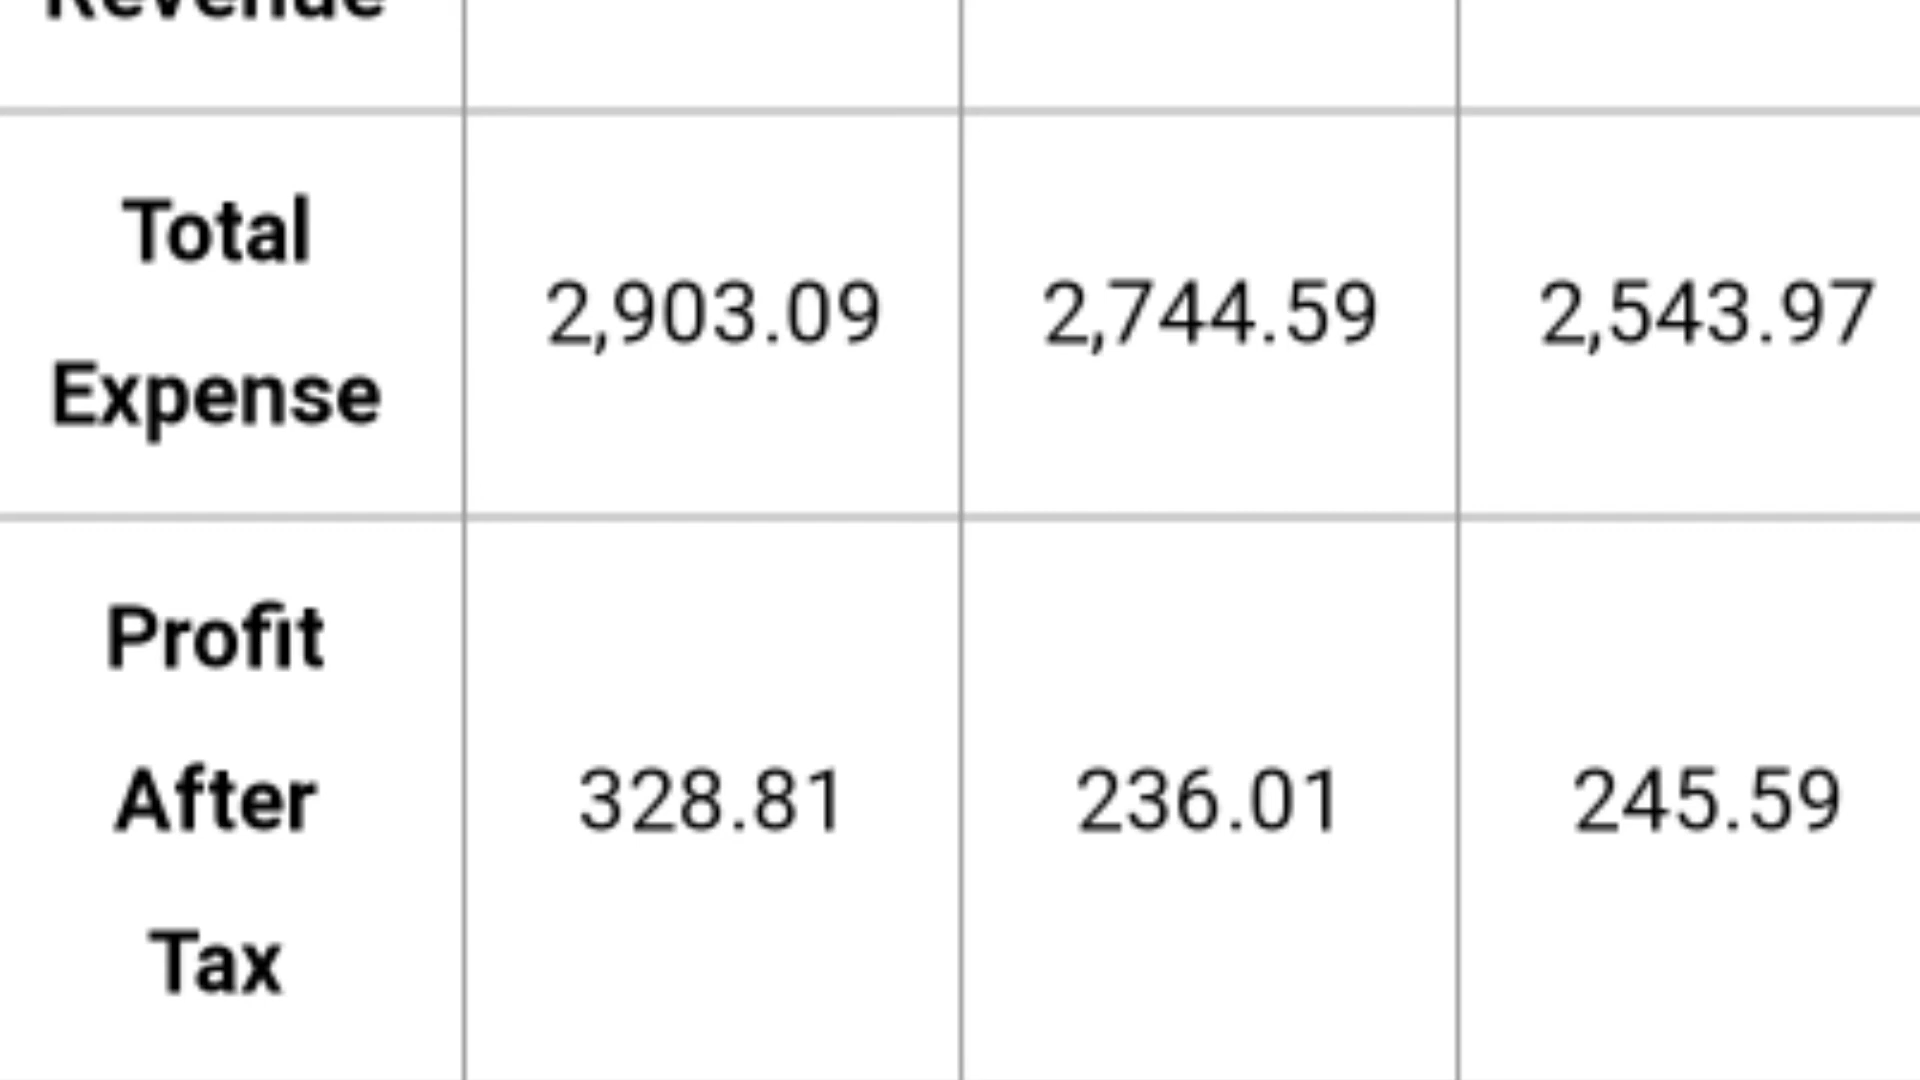 Revenue
Total
Expense
2,903.09
2,744.59
2,543.97
Profit
After
Tax
328.81
236.01
245.59